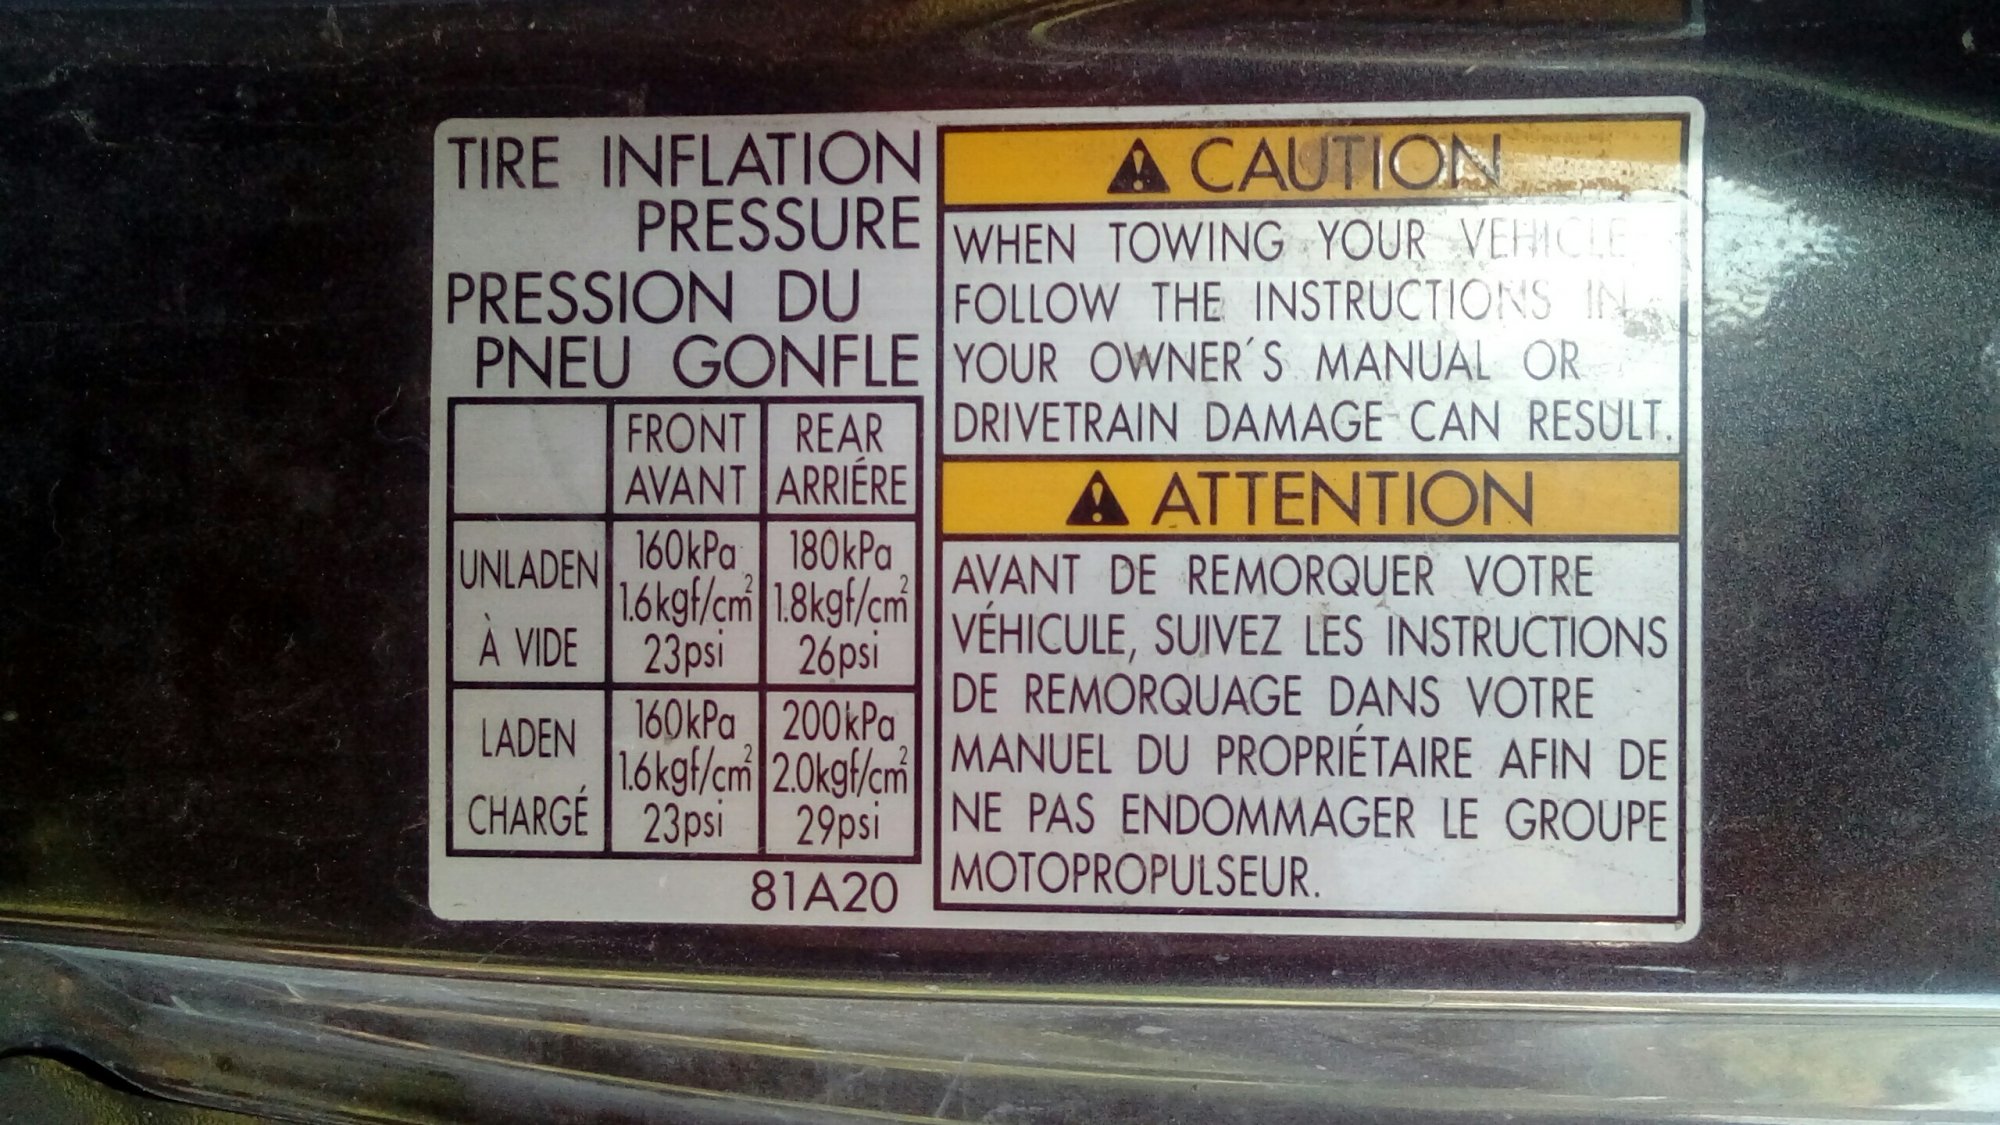 TIRE INFLATION
PRESSURE
PRESSION DU
PNEU GONFLE
FRONT REAR
AVANT ARRIÉRE
UNLADEN
À VIDE
160kPa 180kPa
1.6kgf/cm² 1.8kgf/cm²
23psi 26psi
LADEN
CHARGÉ
160kPa 200kPa
1.6kgf/cm² 2.0kgf/cm²
23psi 29psi
81A20
CAUTION
WHEN TOWING YOUR VEHICLE
FOLLOW THE INSTRUCTIONS IN
YOUR OWNER´S MANUAL OR
DRIVETRAIN DAMAGE CAN RESULT.
ATTENTION
AVANT DE REMORQUER VOTRE
VÉHICULE, SUIVEZ LES INSTRUCTIONS
DE REMORQUAGE DANS VOTRE
MANUEL DU PROPRIÉTAIRE AFIN DE
NE PAS ENDOMMAGER LE GROUPE
MOTOPROPULSEUR.